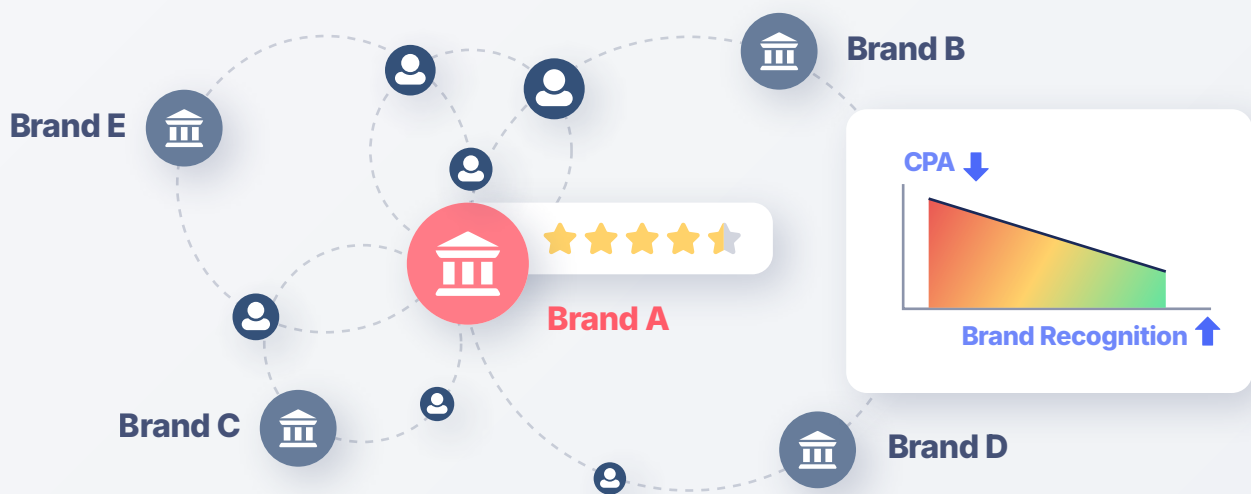 Brand B
Brand E
CPA
Brand A
Brand Recognition
Brand C
Brand D